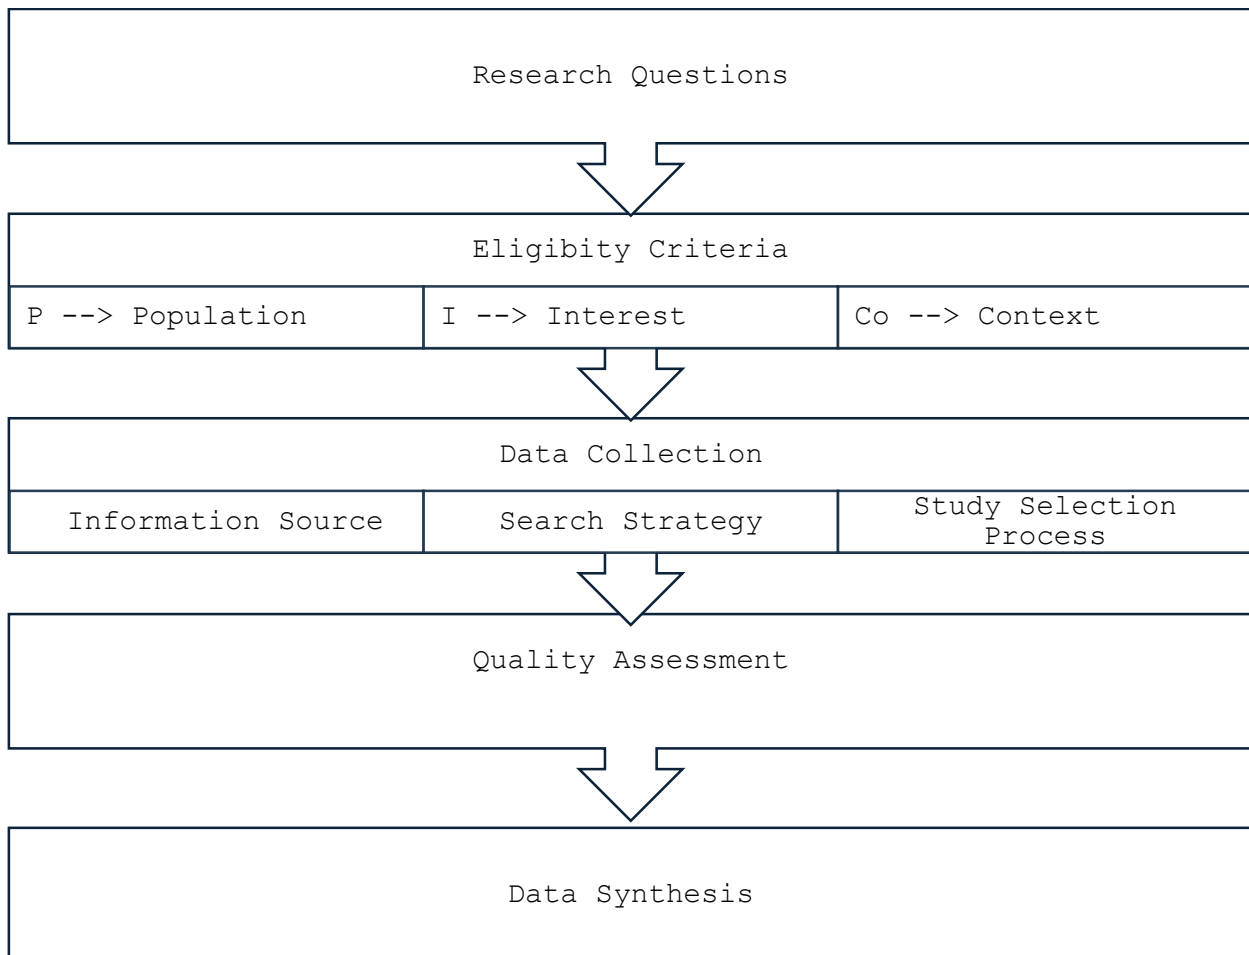 Research Questions
Eligibity Criteria
P --> Population
I --> Interest
Co --> Context
Data Collection
Information Source
Search Strategy
Study Selection
Process
Quality Assessment
Data Synthesis